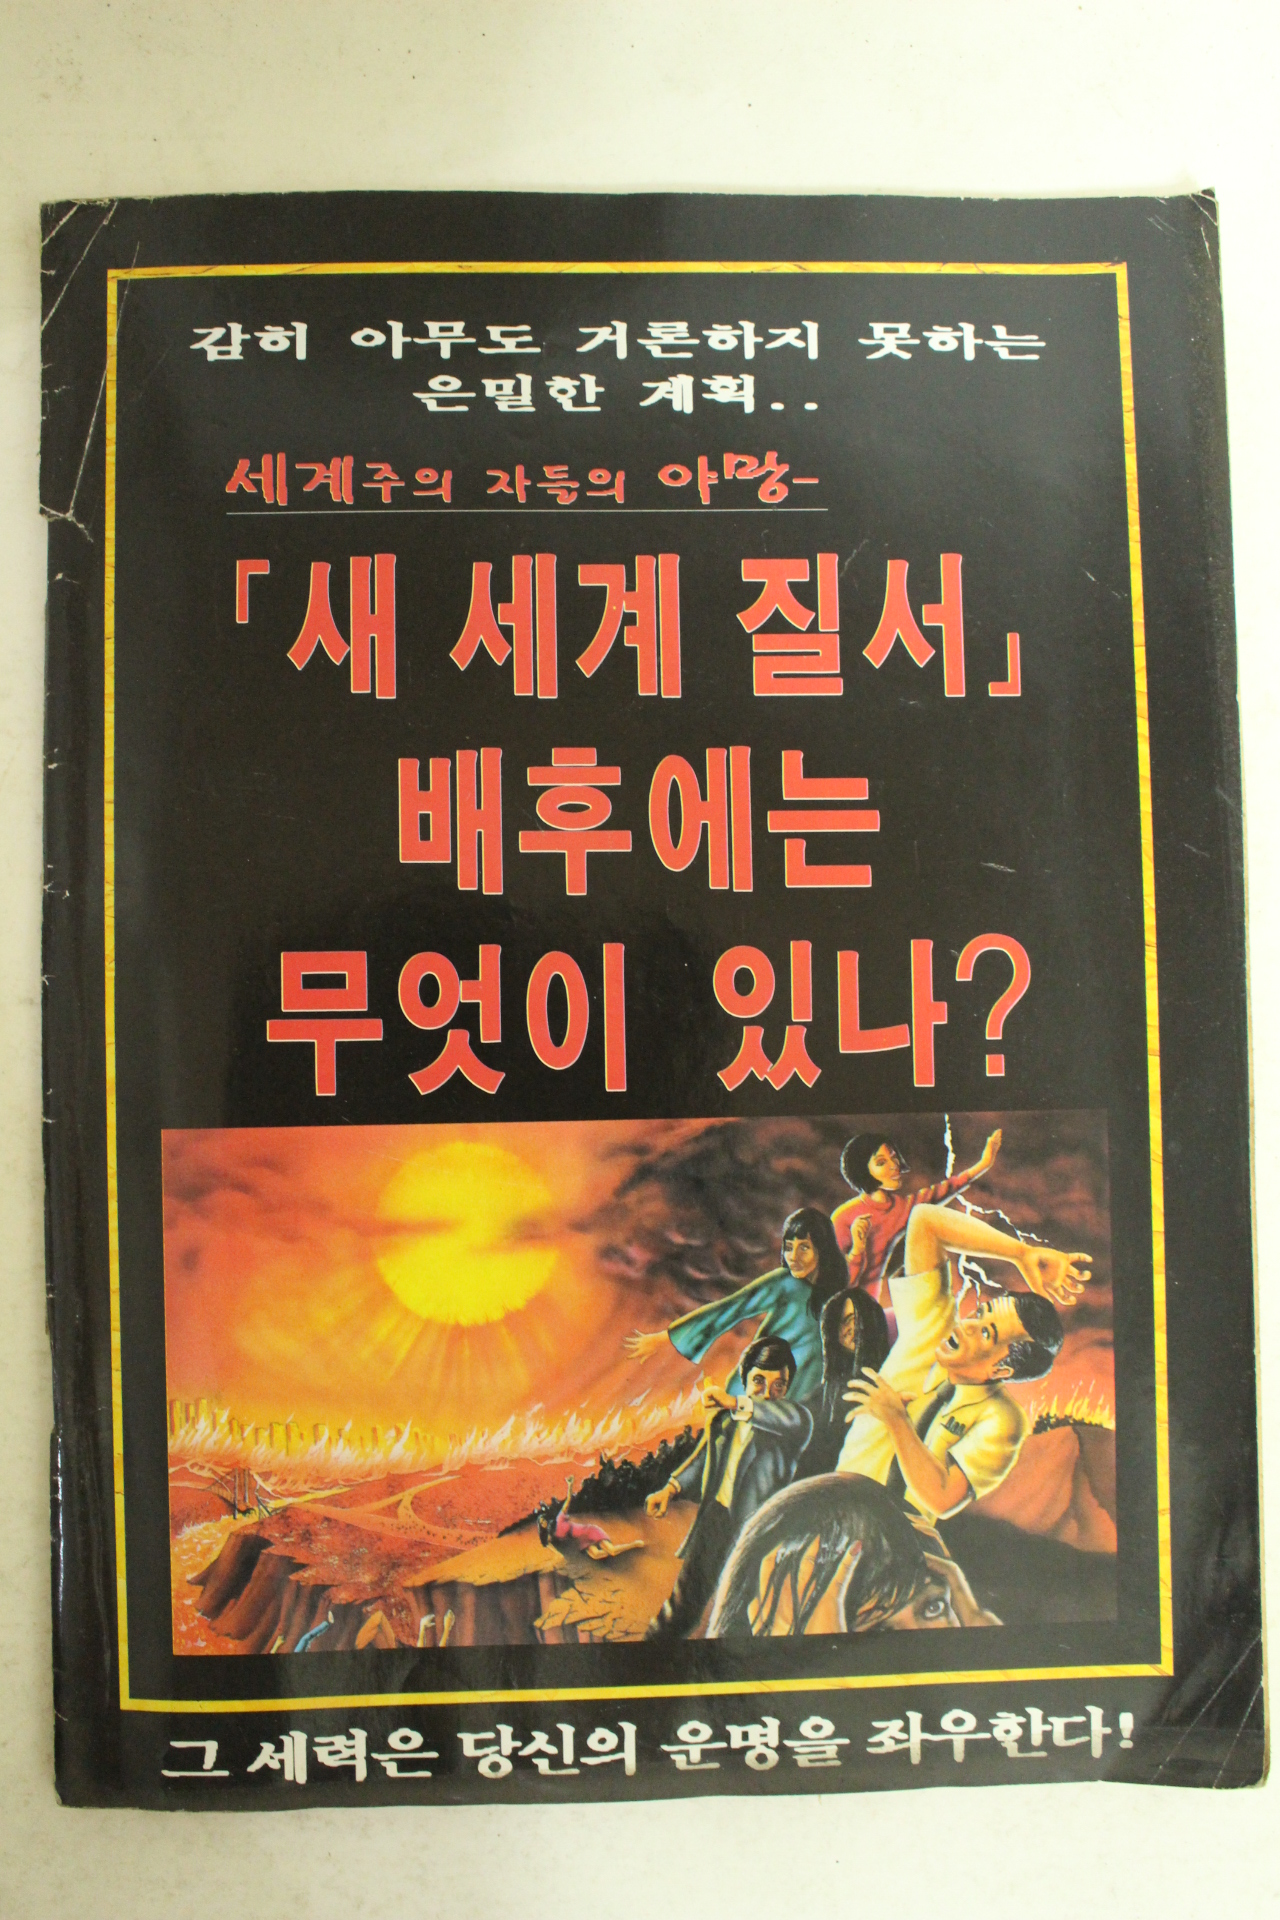 감히 아무도 거론하지 못하는
은밀한 계획..
세계주의 자들의 야망-
「새 세계 질서」
배후에는
무엇이 있나?
그 세력은 당신의 운명을 좌우한다!